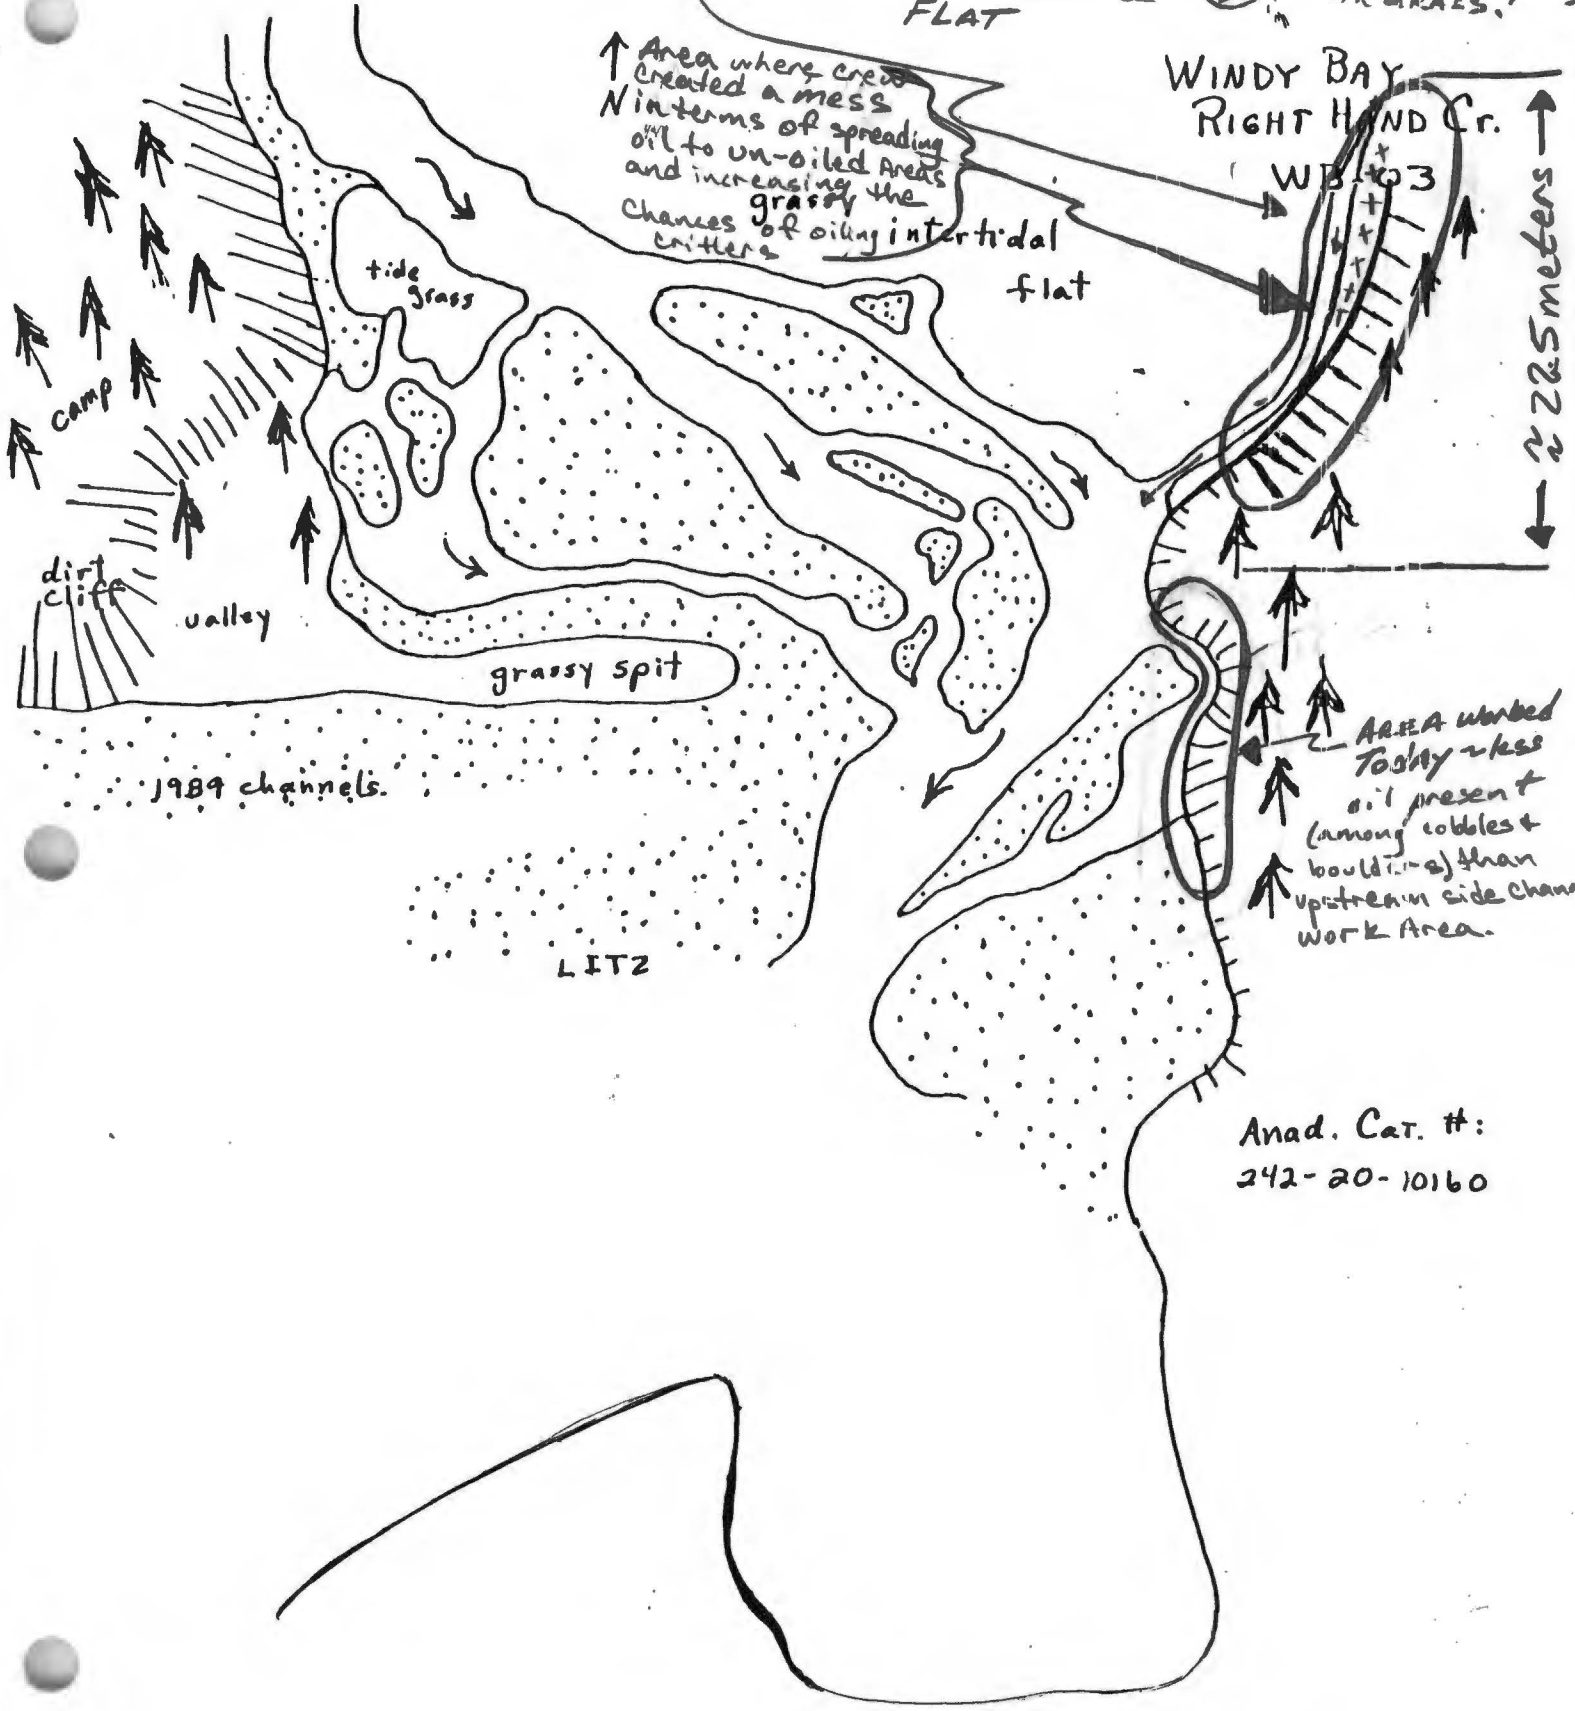 FLAT
in
↑ Area where crew
created a mess
N in terms of spreading
oil to un-oiled Areas
and increasing the
chances of oiling
critters
WINDY BAY
RIGHT HAND Cr.
WB-103
grassy
intertidal
flat
≈ 225 meters
tide
grass
camp
dirt
cliff
valley
grassy spit
1989 channels.
LITZ
AREA worked
Today ~ less
oil present
(among cobbles +
boulders) than
upstream side
work Area.
Anad. Cat. #:
242-20-10160